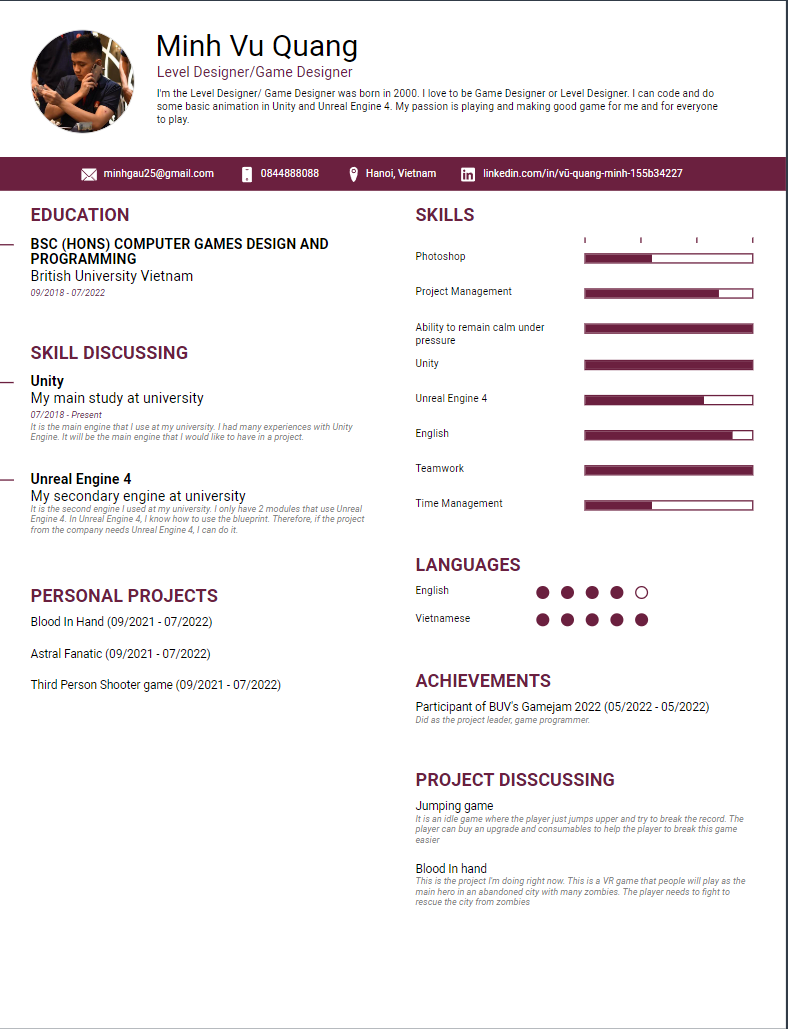 Minh Vu Quang
Level Designer/Game Designer
I'm the Level Designer/ Game Designer was born in 2000. I love to be Game Designer or Level Designer. I can code and do
some basic animation in Unity and Unreal Engine 4. My passion is playing and making good game for me and for everyone
to play.
minhgau25@gmail.com
0844888088
Hanoi, Vietnam
linkedin.com/in/vũ-quang-minh-155b34227
EDUCATION
BSC (HONS) COMPUTER GAMES DESIGN AND
PROGRAMMING
British University Vietnam
09/2018 - 07/2022
SKILL DISCUSSING
Unity
My main study at university
07/2018 - Present
It is the main engine that I use at my university. I had many experiences with Unity
Engine. It will be the main engine that I would like to have in a project.
Unreal Engine 4
My secondary engine at university
It is the second engine I used at my university. I only have 2 modules that use Unreal
Engine 4. In Unreal Engine 4, I know how to use the blueprint. Therefore, if the project
from the company needs Unreal Engine 4, I can do it.
PERSONAL PROJECTS
Blood In Hand (09/2021 - 07/2022)
Astral Fanatic (09/2021 - 07/2022)
Third Person Shooter game (09/2021 - 07/2022)
SKILLS
Photoshop
Project Management
Ability to remain calm under
pressure
Unity
Unreal Engine 4
English
Teamwork
Time Management
LANGUAGES
English
Vietnamese
ACHIEVEMENTS
Participant of BUV's Gamejam 2022 (05/2022 - 05/2022)
Did as the project leader, game programmer.
PROJECT DISSCUSSING
Jumping game
It is an idle game where the player just jumps upper and try to break the record. The
player can buy an upgrade and consumables to help the player to break this game
easier
Blood In hand
This is the project I'm doing right now. This is a VR game that people will play as the
main hero in an abandoned city with many zombies. The player needs to fight to
rescue the city from zombies